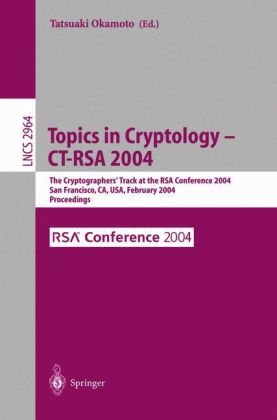 Tatsuaki Okamoto (Ed.)
LNCS 2964
Topics in Cryptology –
CT-RSA 2004
The Cryptographers' Track at the RSA Conference 2004
San Francisco, CA, USA, February 2004
Proceedings
RSA Conference 2004
Springer